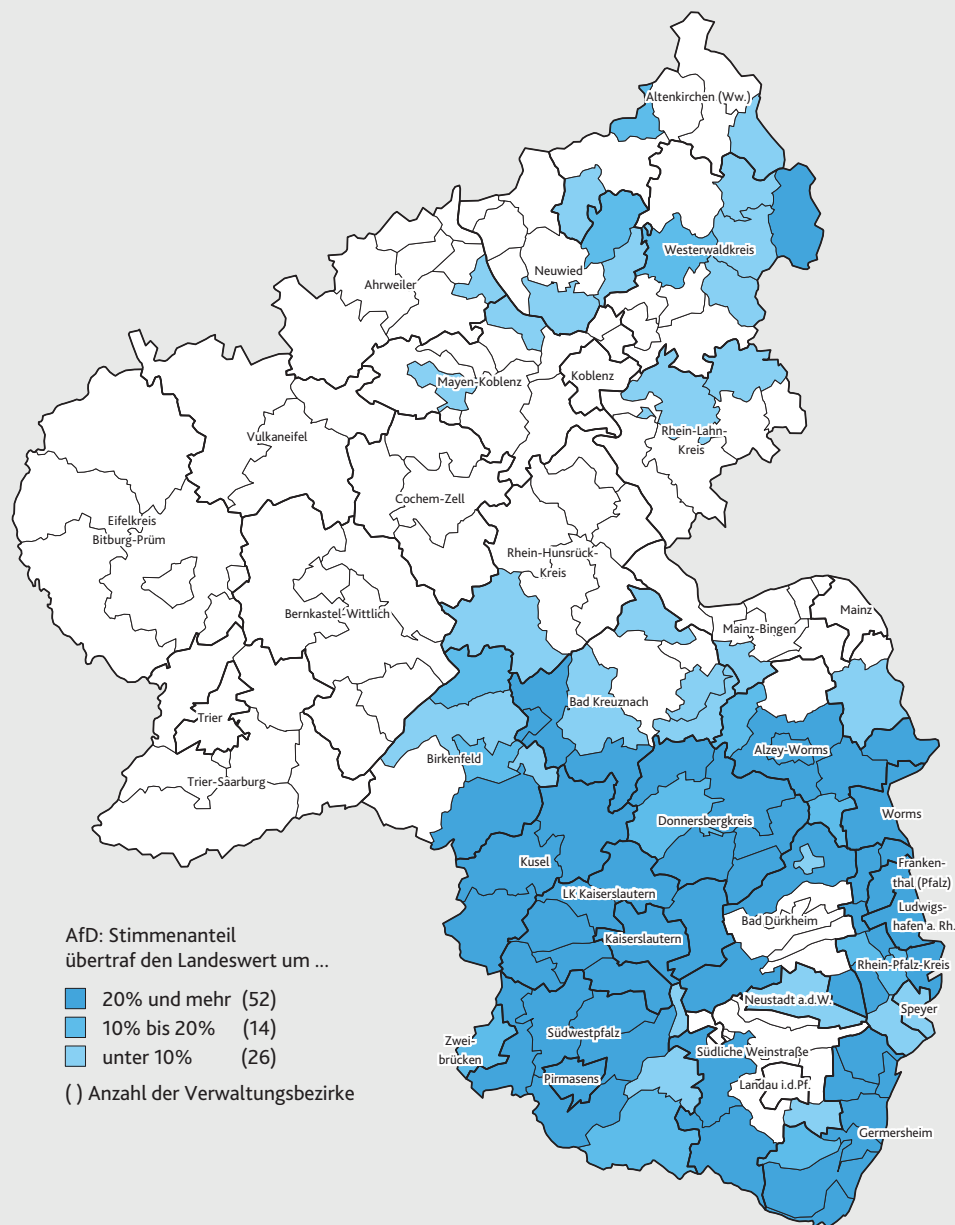 Altenkirchen (Ww.)
Westerwaldkreis
Neuwied
Ahrweiler
Mayen-Koblenz
Koblenz
Rhein-Lahn-
Kreis
Vulkaneifel
Cochem-Zell
Eifelkreis
Bitburg-Prüm
Rhein-Hunsrück-
Kreis
Bernkastel-Wittlich
Mainz
Mainz-Bingen
Bad Kreuznach
Trier
Alzey-Worms
Birkenfeld
Trier-Saarburg
Worms
Donnersbergkreis
Kusel
Franken-
thal (Pfalz)
LK Kaiserslautern
Ludwigs-
hafen a. Rh.
Bad Dürkheim
Kaiserslautern
Rhein-Pfalz-Kreis
Neustadt a.d.W.
Speyer
Südwestpfalz
Zwei-
brücken
Südliche Weinstraße
Pirmasens
Landau i.d.Pf.
Germersheim
AfD: Stimmenanteil
übertraf den Landeswert um ...
20% und mehr (52)
10% bis 20% (14)
unter 10% (26)
( ) Anzahl der Verwaltungsbezirke